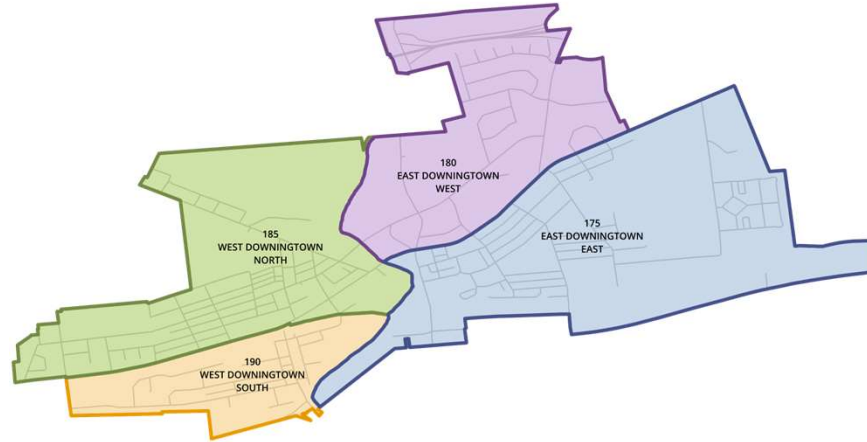 180
EAST DOWNINGTOWN
WEST
175
EAST DOWNINGTOWN
EAST
185
WEST DOWNINGTOWN
NORTH
190
WEST DOWNINGTOWN
SOUTH